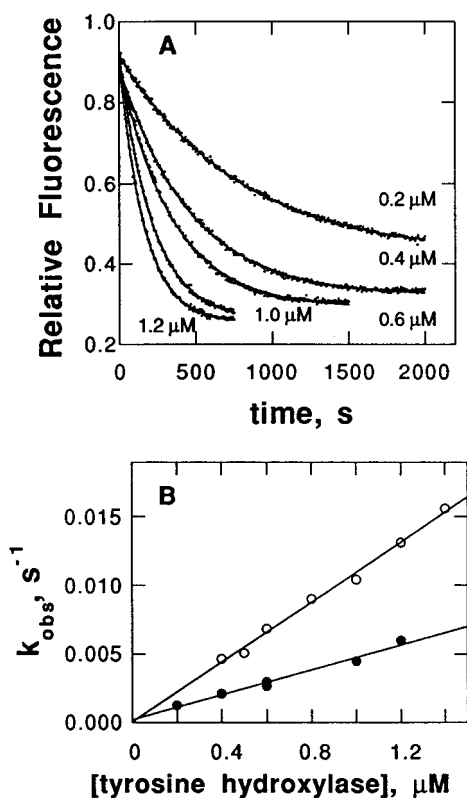 A
1.0
0.8
0.6
0.4
0.2
Relative Fluorescence
0.2 μM
0.4 μM
0.6 μM
1.0 μM
1.2 μM
0 500 1000 1500 2000
time, s
B
0.015
0.010
0.005
0.000
k obs, s-1
0 0.4 0.8 1.2
[tyrosine hydroxylase], μM